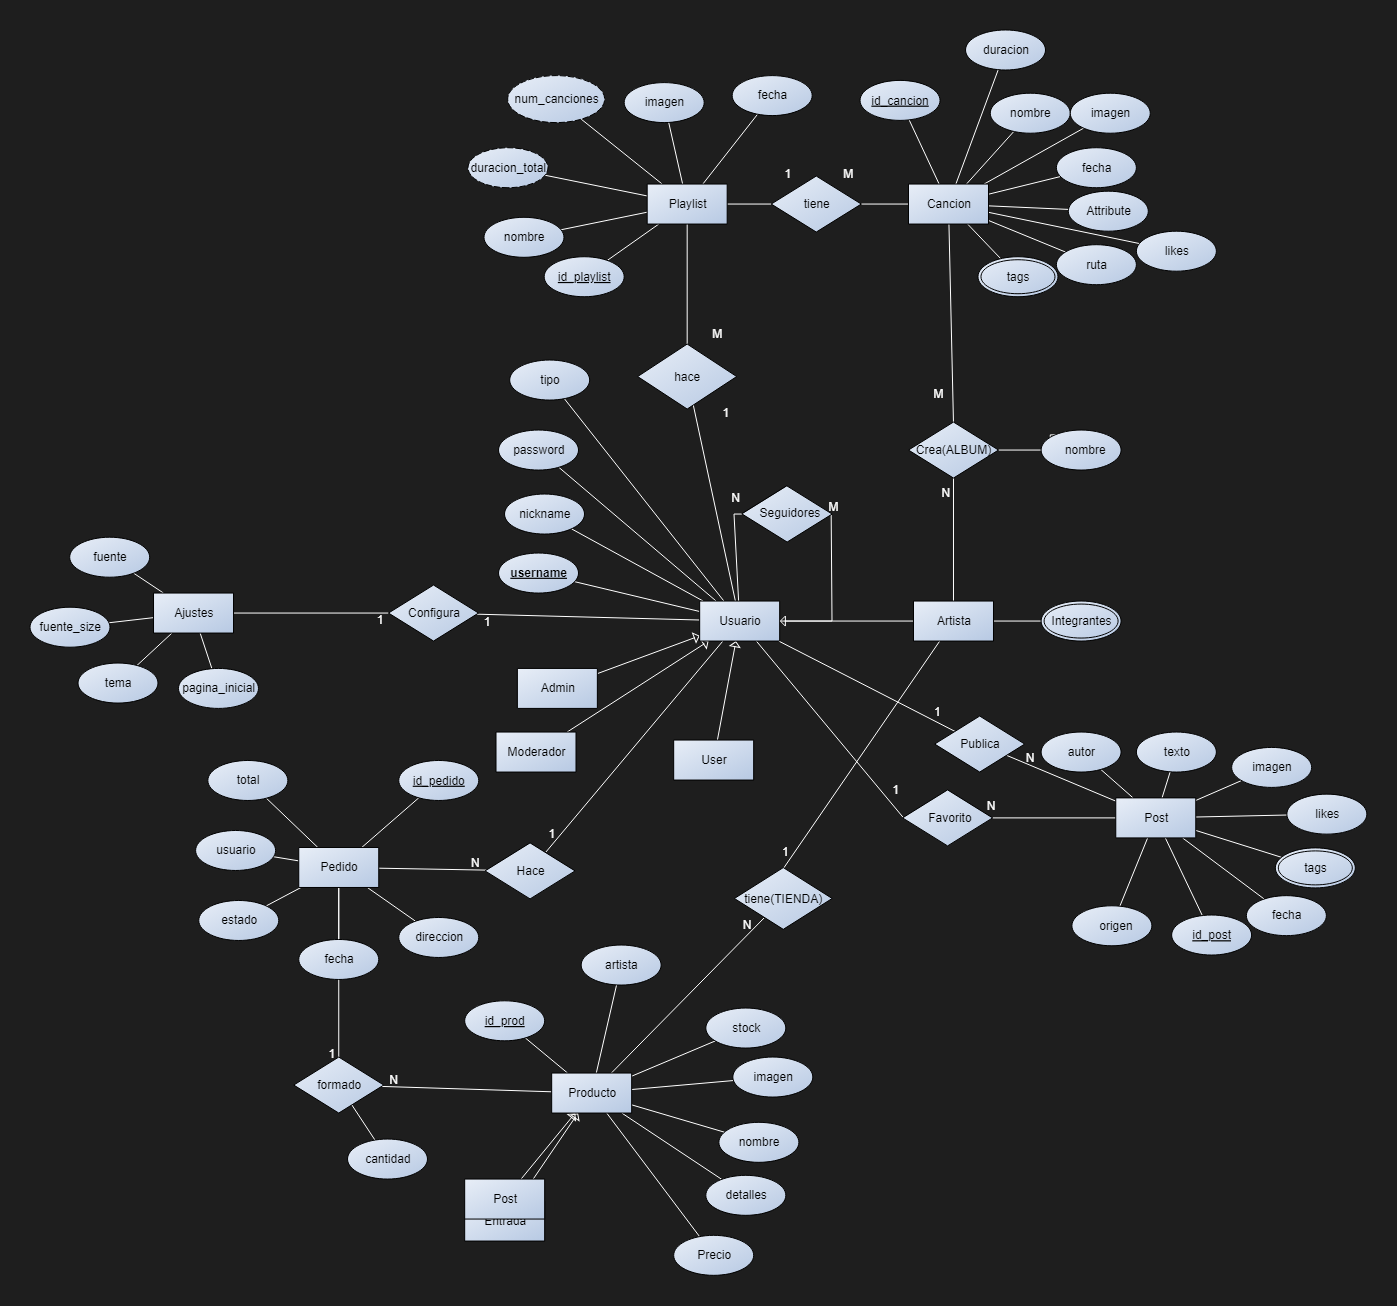 duracion
num_canciones
imagen
fecha
id_cancion
nombre
imagen
duracion_total
fecha
1
M
Playlist
tiene
Cancion
Attribute
nombre
likes
id_playlist
tags
ruta
M
hace
tipo
M
1
password
Crea(ALBUM)
nombre
N
N
Seguidores
M
nickname
fuente
username
Ajustes
Configura
1
1
fuente_size
Usuario
Artista
Integrantes
tema
pagina_inicial
Admin
1
Moderador
User
Publica
N
autor
texto
imagen
total
id_pedido
1
Favorito
N
Post
likes
1
usuario
Pedido
N
Hace
1
tags
tiene(TIENDA)
estado
direccion
N
origen
id_post
fecha
fecha
artista
id_prod
stock
1
formado
N
Producto
imagen
cantidad
nombre
Post
Entrada
detalles
Precio